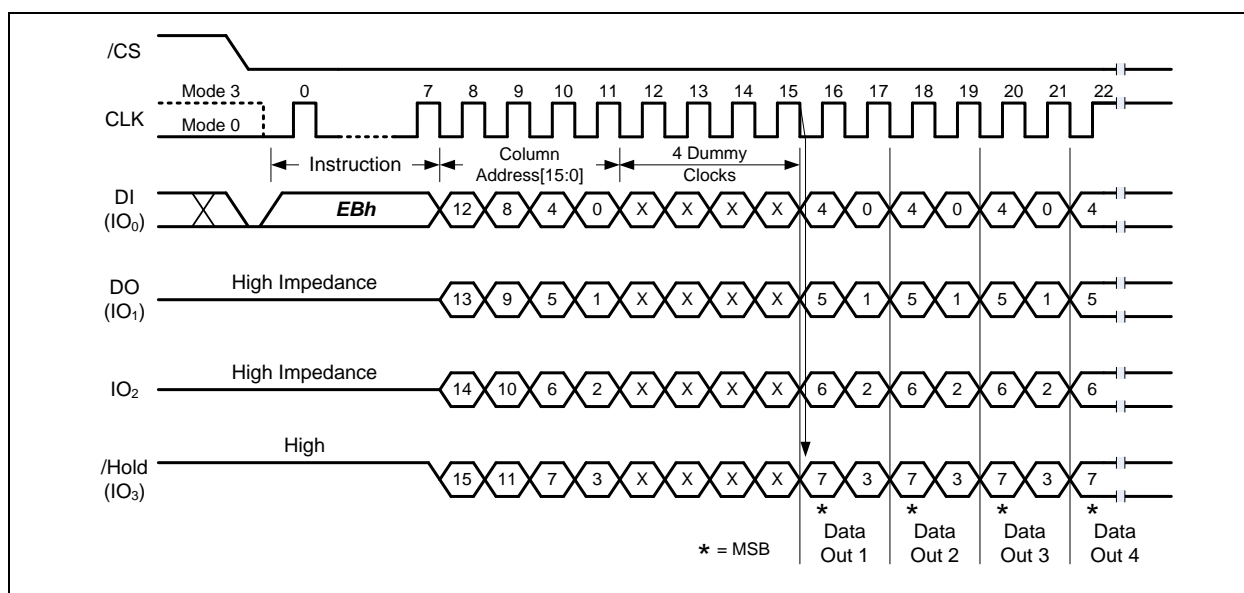 /CS
Mode 3
0 7 8 9 10 11 12 13 14 15 16 17 18 19 20 21 22
CLK
Mode 0
Instruction
Column
Address[15:0]
4 Dummy
Clocks
DI
(IO₀)
EBh 12 8 4 0 X X X X 4 0 4 0 4 0 4
High Impedance
DO
(IO₁)
13 9 5 1 X X X X 5 1 5 1 5 1 5
High Impedance
IO₂
14 10 6 2 X X X X 6 2 6 2 6 2 6
High
/Hold
(IO₃)
15 11 7 3 X X X X 7 3 7 3 7 3 7
* * * *
* = MSB
Data
Out 1
Data
Out 2
Data
Out 3
Data
Out 4